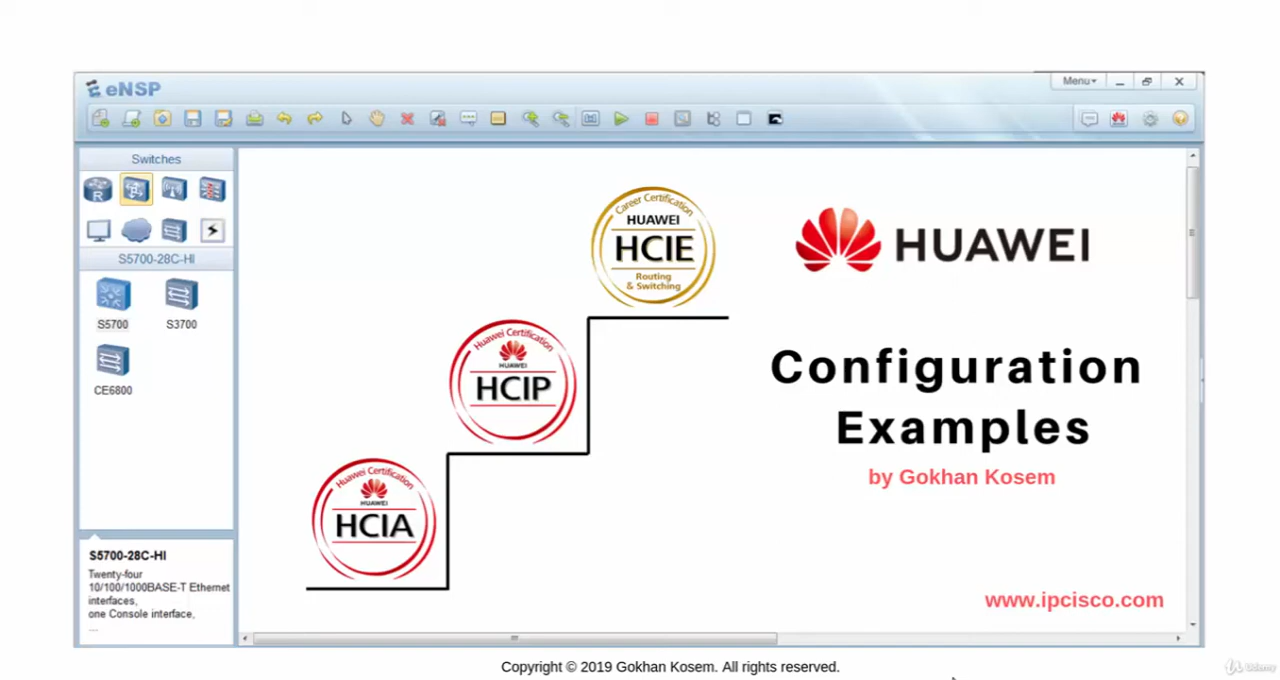 eNSP
Menu
Switches
R
S5700-28C-HI
S5700
S3700
CE6800
S5700-28C-HI
Twenty-four
10/100/1000BASE-T Ethernet
interfaces,
one Console interface,
...
Career Certification
HUAWEI
HCIE
Routing
& Switching
Huawei Certification
HUAWEI
HCIP
Huawei Certification
HUAWEI
HCIA
HUAWEI
Configuration
Examples
by Gokhan Kosem
www.ipcisco.com
Copyright © 2019 Gokhan Kosem. All rights reserved.
Udemy